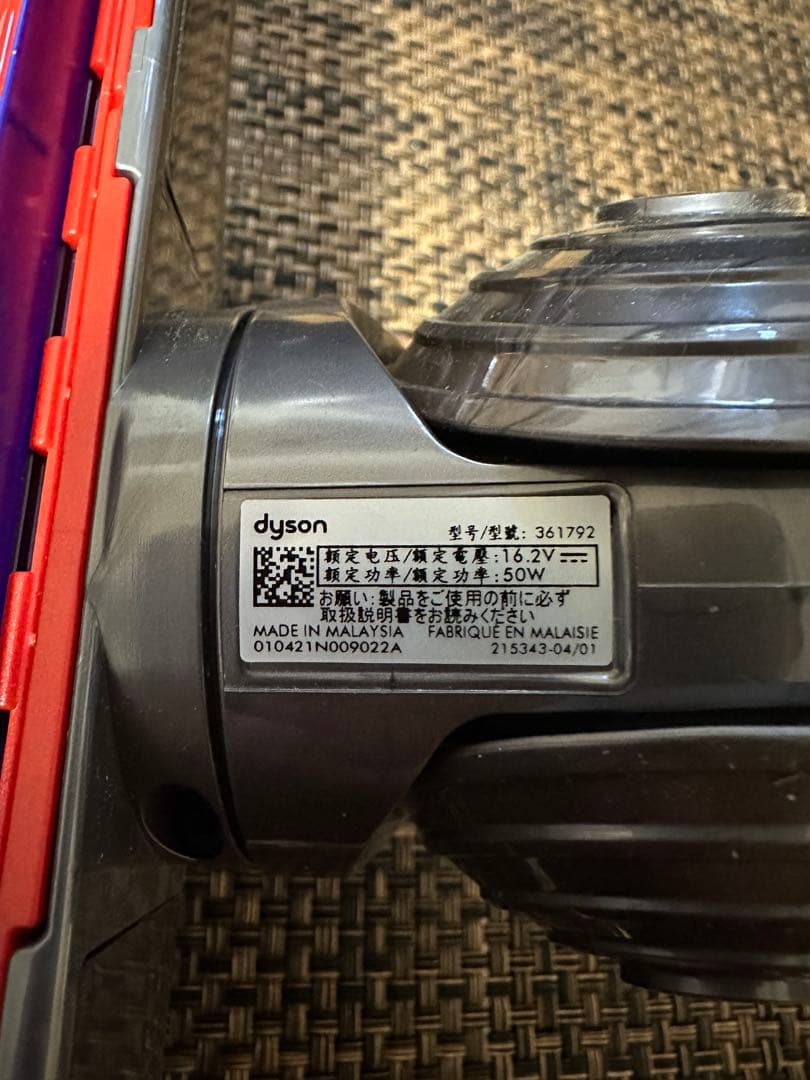 dyson
型号/型號: 361792
额定电压/額定電壓:16.2V
额定功率/額定功率:50W
お願い:製品をご使用の前に必ず
取扱説明書をお読みください
MADE IN MALAYSIA FABRIQUÉ EN MALAISIE
010421N009022A 215343-04/01